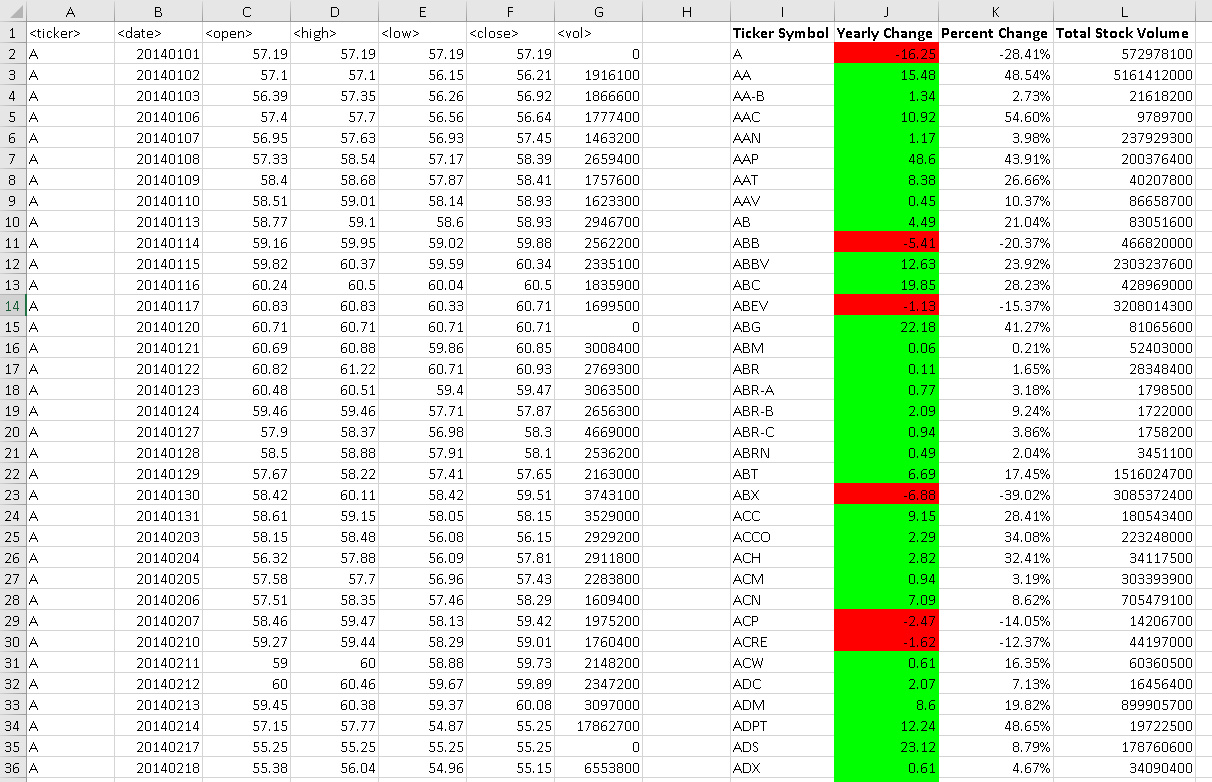 A B C D E F G H I J K L
1 <ticker> <date> <open> <high> <low> <close> <vol> Ticker Symbol Yearly Change Percent Change Total Stock Volume
2 A 20140101 57.19 57.19 57.19 57.19 0 A -16.25 -28.41% 572978100
3 A 20140102 57.1 57.1 56.15 56.21 1916100 AA 15.48 48.54% 5161412000
4 A 20140103 56.39 57.35 56.26 56.92 1866600 AA-B 1.34 2.73% 21618200
5 A 20140106 57.4 57.7 56.56 56.64 1777400 AAC 10.92 54.60% 9789700
6 A 20140107 56.95 57.63 56.93 57.45 1463200 AAN 1.17 3.98% 237929300
7 A 20140108 57.33 58.54 57.17 58.39 2659400 AAP 48.6 43.91% 200376400
8 A 20140109 58.4 58.68 57.87 58.41 1757600 AAT 8.38 26.66% 40207800
9 A 20140110 58.51 59.01 58.14 58.93 1623300 AAV 0.45 10.37% 86658700
10 A 20140113 58.77 59.1 58.6 58.93 2946700 AB 4.49 21.04% 83051600
11 A 20140114 59.16 59.95 59.02 59.88 2562200 ABB -5.41 -20.37% 466820000
12 A 20140115 59.82 60.37 59.59 60.34 2335100 ABBV 12.63 23.92% 2303237600
13 A 20140116 60.24 60.5 60.04 60.5 1835900 ABC 19.85 28.23% 428969000
14 A 20140117 60.83 60.83 60.33 60.71 1699500 ABEV -1.13 -15.37% 3208014300
15 A 20140120 60.71 60.71 60.71 60.71 0 ABG 22.18 41.27% 81065600
16 A 20140121 60.69 60.88 59.86 60.85 3008400 ABM 0.06 0.21% 52403000
17 A 20140122 60.82 61.22 60.71 60.93 2769300 ABR 0.11 1.65% 28348400
18 A 20140123 60.48 60.51 59.4 59.47 3063500 ABR-A 0.77 3.18% 1798500
19 A 20140124 59.46 59.46 57.71 57.87 2656300 ABR-B 2.09 9.24% 1722000
20 A 20140127 57.9 58.37 56.98 58.3 4669000 ABR-C 0.94 3.86% 1758200
21 A 20140128 58.5 58.88 57.91 58.1 2536200 ABRN 0.49 2.04% 3451100
22 A 20140129 57.67 58.22 57.41 57.65 2163000 ABT 6.69 17.45% 1516024700
23 A 20140130 58.42 60.11 58.42 59.51 3743100 ABX -6.88 -39.02% 3085372400
24 A 20140131 58.61 59.15 58.05 58.15 3529000 ACC 9.15 28.41% 180543400
25 A 20140203 58.15 58.48 56.08 56.15 2929200 ACCO 2.29 34.08% 223248000
26 A 20140204 56.32 57.88 56.09 57.81 2911800 ACH 2.82 32.41% 34117500
27 A 20140205 57.58 57.7 56.96 57.43 2283800 ACM 0.94 3.19% 303393900
28 A 20140206 57.51 58.35 57.46 58.29 1609400 ACN 7.09 8.62% 705479100
29 A 20140207 58.46 59.47 58.13 59.42 1975200 ACP -2.47 -14.05% 14206700
30 A 20140210 59.27 59.44 58.29 59.01 1760400 ACRE -1.62 -12.37% 44197000
31 A 20140211 59 60 58.88 59.73 2148200 ACW 0.61 16.35% 60360500
32 A 20140212 60 60.46 59.67 59.89 2347200 ADC 2.07 7.13% 16456400
33 A 20140213 59.45 60.38 59.37 60.08 3097000 ADM 8.6 19.82% 899905700
34 A 20140214 57.15 57.77 54.87 55.25 17862700 ADPT 12.24 48.65% 19722500
35 A 20140217 55.25 55.25 55.25 55.25 0 ADS 23.12 8.79% 178760600
36 A 20140218 55.38 56.04 54.96 55.15 6553800 ADX 0.61 4.67% 34090400